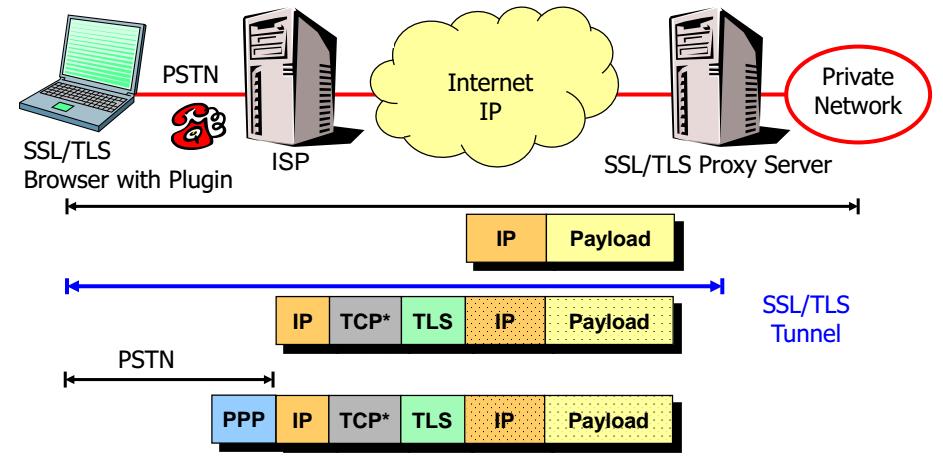 PSTN
Internet
IP
Private
Network
SSL/TLS
Browser with Plugin
ISP
SSL/TLS Proxy Server
IP Payload
IP TCP* TLS IP Payload
SSL/TLS
Tunnel
PSTN
PPP IP TCP* TLS IP Payload